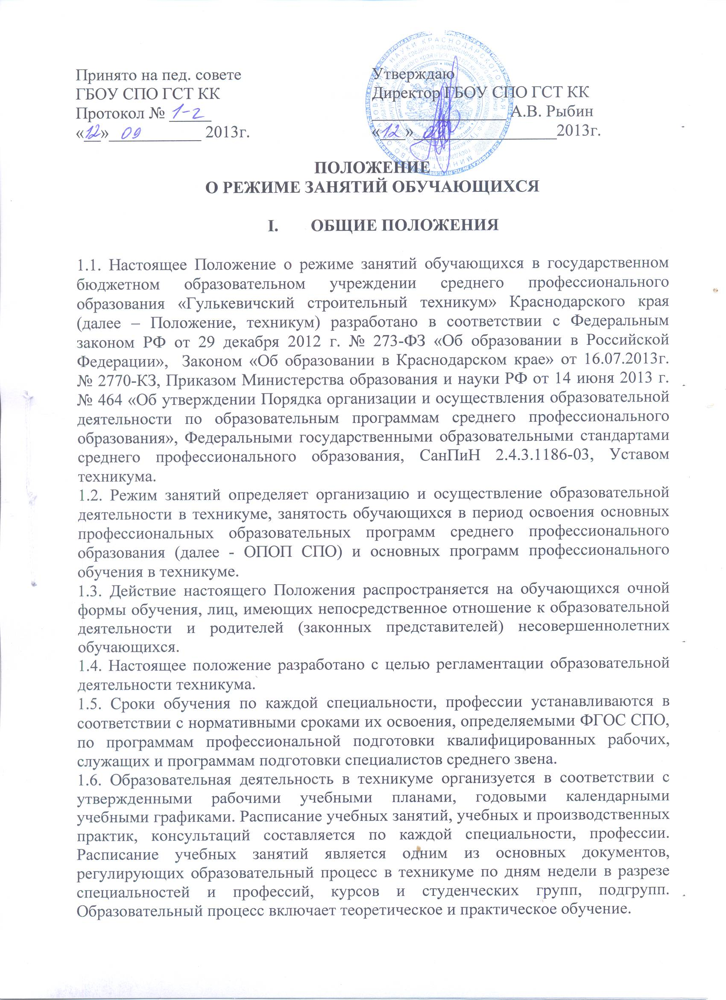 Принято на пед. совете
ГБОУ СПО ГСТ КК
Протокол № 1-2
«12» 09 2013г.
Утверждаю
Директор ГБОУ СПО ГСТ КК
А.В. Рыбин
«12» 09 2013г.
ПОЛОЖЕНИЕ
О РЕЖИМЕ ЗАНЯТИЙ ОБУЧАЮЩИХСЯ
I. ОБЩИЕ ПОЛОЖЕНИЯ
1.1. Настоящее Положение о режиме занятий обучающихся в государственном
бюджетном образовательном учреждении среднего профессионального
образования «Гулькевичский строительный техникум» Краснодарского края
(далее – Положение, техникум) разработано в соответствии с Федеральным
законом РФ от 29 декабря 2012 г. № 273-ФЗ «Об образовании в Российской
Федерации», Законом «Об образовании в Краснодарском крае» от 16.07.2013г.
№ 2770-КЗ, Приказом Министерства образования и науки РФ от 14 июня 2013 г.
№ 464 «Об утверждении Порядка организации и осуществления образовательной
деятельности по образовательным программам среднего профессионального
образования», Федеральными государственными образовательными стандартами
среднего профессионального образования, СанПиН 2.4.3.1186-03, Уставом
техникума.
1.2. Режим занятий определяет организацию и осуществление образовательной
деятельности в техникуме, занятость обучающихся в период освоения основных
профессиональных образовательных программ среднего профессионального
образования (далее - ОПОП СПО) и основных программ профессионального
обучения в техникуме.
1.3. Действие настоящего Положения распространяется на обучающихся очной
формы обучения, лиц, имеющих непосредственное отношение к образовательной
деятельности и родителей (законных представителей) несовершеннолетних
обучающихся.
1.4. Настоящее положение разработано с целью регламентации образовательной
деятельности техникума.
1.5. Сроки обучения по каждой специальности, профессии устанавливаются в
соответствии с нормативными сроками их освоения, определяемыми ФГОС СПО,
по программам профессиональной подготовки квалифицированных рабочих,
служащих и программам подготовки специалистов среднего звена.
1.6. Образовательная деятельность в техникуме организуется в соответствии с
утвержденными рабочими учебными планами, годовыми календарными
учебными графиками. Расписание учебных занятий, учебных и производственных
практик, консультаций составляется по каждой специальности, профессии.
Расписание учебных занятий является одним из основных документов,
регулирующих образовательный процесс в техникуме по дням недели в разрезе
специальностей и профессий, курсов и студенческих групп, подгрупп.
Образовательный процесс включает теоретическое и практическое обучение.